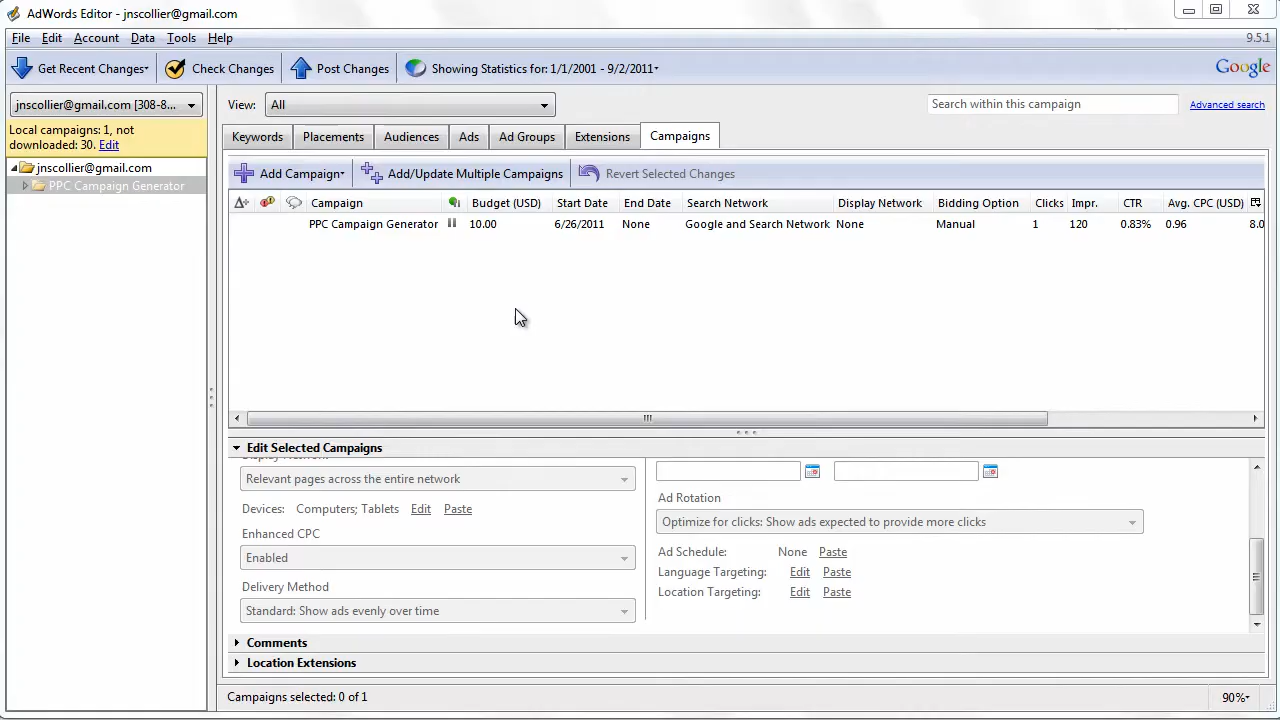 AdWords Editor - jnscollier@gmail.com
File Edit Account Data Tools Help 9.5.1
Get Recent Changes Check Changes Post Changes Showing Statistics for: 1/1/2001 - 9/2/2011 Google
jnscollier@gmail.com [308-8... View: All Search within this campaign Advanced search
Local campaigns: 1, not
downloaded: 30. Edit
Keywords Placements Audiences Ads Ad Groups Extensions Campaigns
jnscollier@gmail.com
PPC Campaign Generator
Add Campaign Add/Update Multiple Campaigns Revert Selected Changes
Campaign Budget (USD) Start Date End Date Search Network Display Network Bidding Option Clicks Impr. CTR Avg. CPC (USD)
PPC Campaign Generator 10.00 6/26/2011 None Google and Search Network None Manual 1 120 0.83% 0.96 8.0
Edit Selected Campaigns
Display Network
Relevant pages across the entire network
Devices: Computers; Tablets Edit Paste
Enhanced CPC
Enabled
Delivery Method
Standard: Show ads evenly over time
Ad Rotation
Optimize for clicks: Show ads expected to provide more clicks
Ad Schedule: None Paste
Language Targeting: Edit Paste
Location Targeting: Edit Paste
Comments
Location Extensions
Campaigns selected: 0 of 1 90%